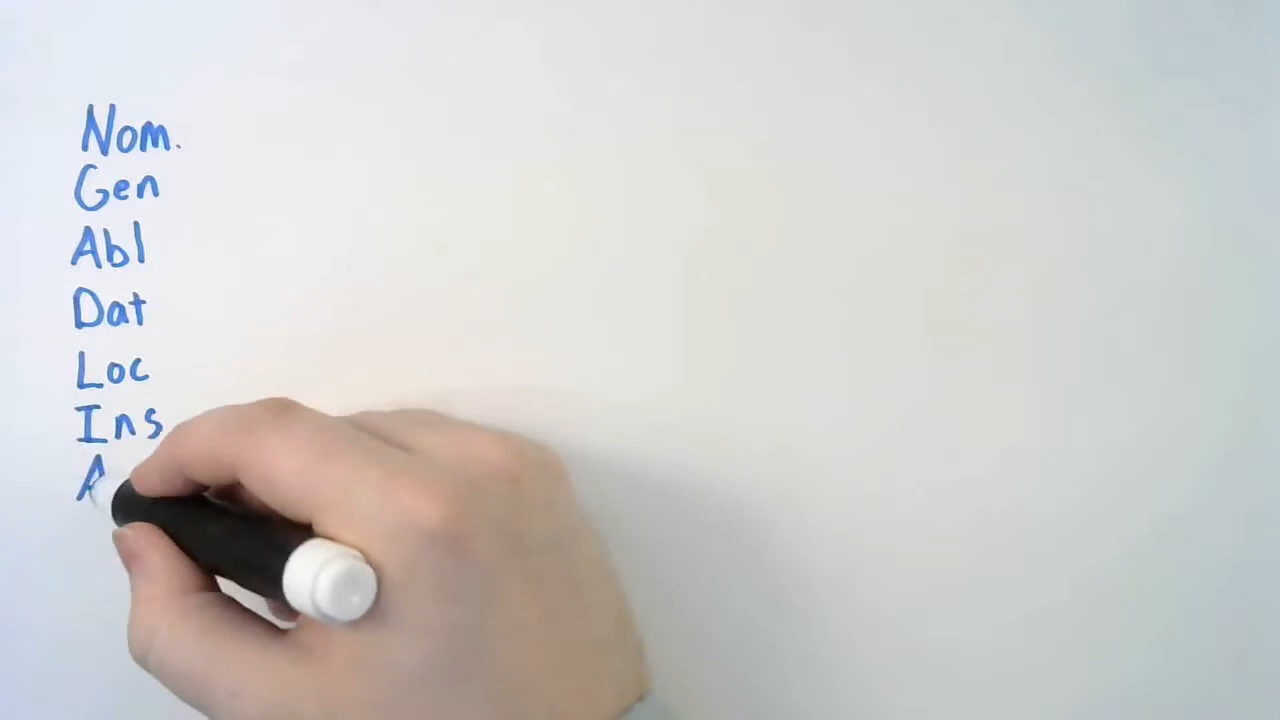 Nom.
Gen
Abl
Dat
Loc
Ins
A